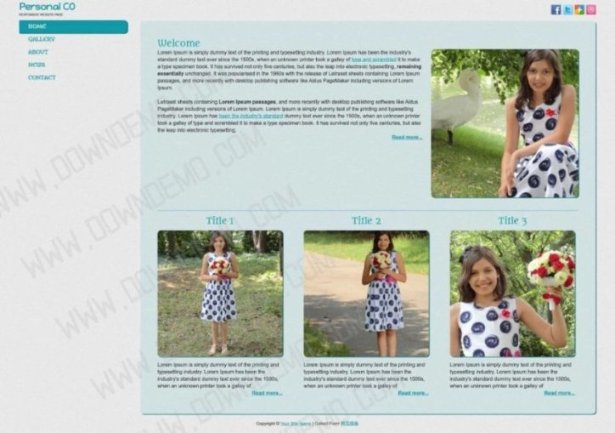 Personal CO
RESPONSIVE WEBSITE PAGE
HOME
GALLERY
ABOUT
MORE
CONTACT
Welcome
Lorem Ipsum is simply dummy text of the printing and typesetting industry. Lorem Ipsum has been the industry's
standard dummy text ever since the 1500s, when an unknown printer took a galley of type and scrambled it to make
a type specimen book. It has survived not only five centuries, but also the leap into electronic typesetting, remaining
essentially unchanged. It was popularised in the 1960s with the release of Letraset sheets containing Lorem
Ipsum passages, and more recently with desktop publishing software like Aldus PageMaker including versions of Lorem
Ipsum.
Letraset sheets containing Lorem Ipsum passages, and more recently with desktop publishing software like Aldus
PageMaker including versions of Lorem Ipsum. Lorem Ipsum is simply dummy text of the printing and typesetting
industry. Lorem Ipsum has been the industry's standard dummy text ever since the 1500s, when an unknown printer
took a galley of type and scrambled it to make a type specimen book. It has survived not only five centuries, but also
the leap into electronic typesetting.
Read more...
Title 1
Title 2
Title 3
Lorem Ipsum is simply dummy text of the printing and
typesetting industry. Lorem Ipsum has been the
industry's standard dummy text ever since the 1500s,
when an unknown printer took a galley of
Read more...
Lorem Ipsum is simply dummy text of the printing and
typesetting industry. Lorem Ipsum has been the
industry's standard dummy text ever since the 1500s,
when an unknown printer took a galley of
Read more...
Lorem Ipsum is simply dummy text of the printing and
typesetting industry. Lorem Ipsum has been the
industry's standard dummy text ever since the 1500s,
when an unknown printer took a galley of
Read more...
Copyright © Your Site Name |
WWW.DOWNDEMO.COM
WWW.DOWNDEMO.COM
WWW.DOWNDEMO.COM